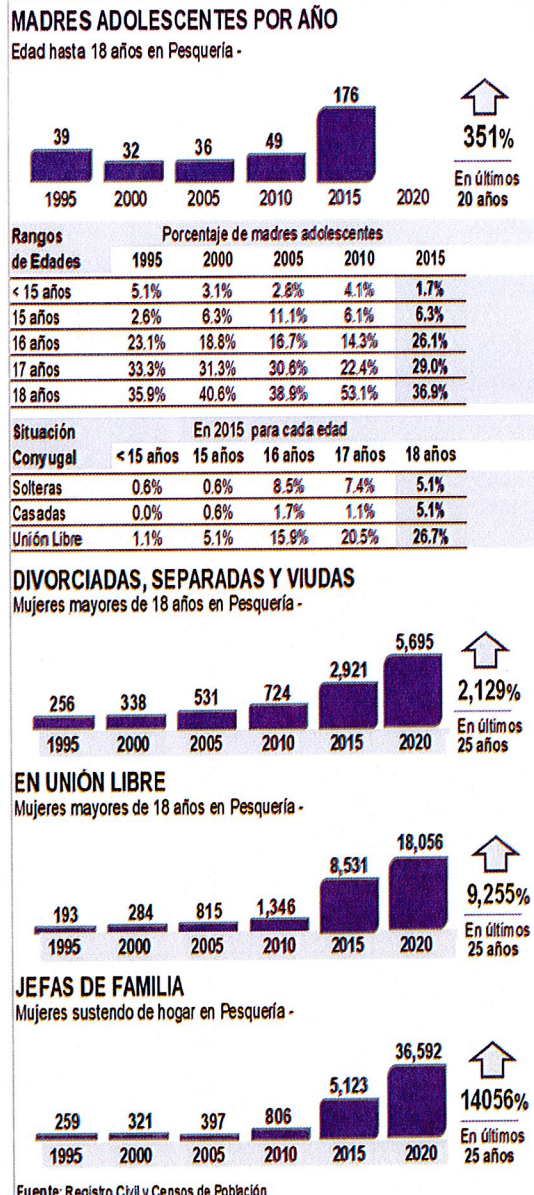 MADRES ADOLESCENTES POR AÑO
Edad hasta 18 años en Pesquería -
39 32 36 49 176
351%
1995 2000 2005 2010 2015 2020
En últimos
20 años
Rangos Porcentaje de madres adolescentes
de Edades 1995 2000 2005 2010 2015
< 15 años 5.1% 3.1% 2.8% 4.1% 1.7%
15 años 2.6% 6.3% 11.1% 6.1% 6.3%
16 años 23.1% 18.8% 16.7% 14.3% 26.1%
17 años 33.3% 31.3% 30.6% 22.4% 29.0%
18 años 35.9% 40.6% 38.9% 53.1% 36.9%
Situación En 2015 para cada edad
Conyugal < 15 años 15 años 16 años 17 años 18 años
Solteras 0.6% 0.6% 8.5% 7.4% 5.1%
Casadas 0.0% 0.6% 1.7% 1.1% 5.1%
Unión Libre 1.1% 5.1% 15.9% 20.5% 26.7%
DIVORCIADAS, SEPARADAS Y VIUDAS
Mujeres mayores de 18 años en Pesquería -
256 338 531 724 2,921 5,695
2,129%
1995 2000 2005 2010 2015 2020
En últimos
25 años
EN UNIÓN LIBRE
Mujeres mayores de 18 años en Pesquería -
193 284 815 1,346 8,531 18,056
9,255%
1995 2000 2005 2010 2015 2020
En últimos
25 años
JEFAS DE FAMILIA
Mujeres sustendo de hogar en Pesquería -
259 321 397 806 5,123 36,592
14056%
1995 2000 2005 2010 2015 2020
En últimos
25 años
Fuente: Registro Civil y Censos de Población